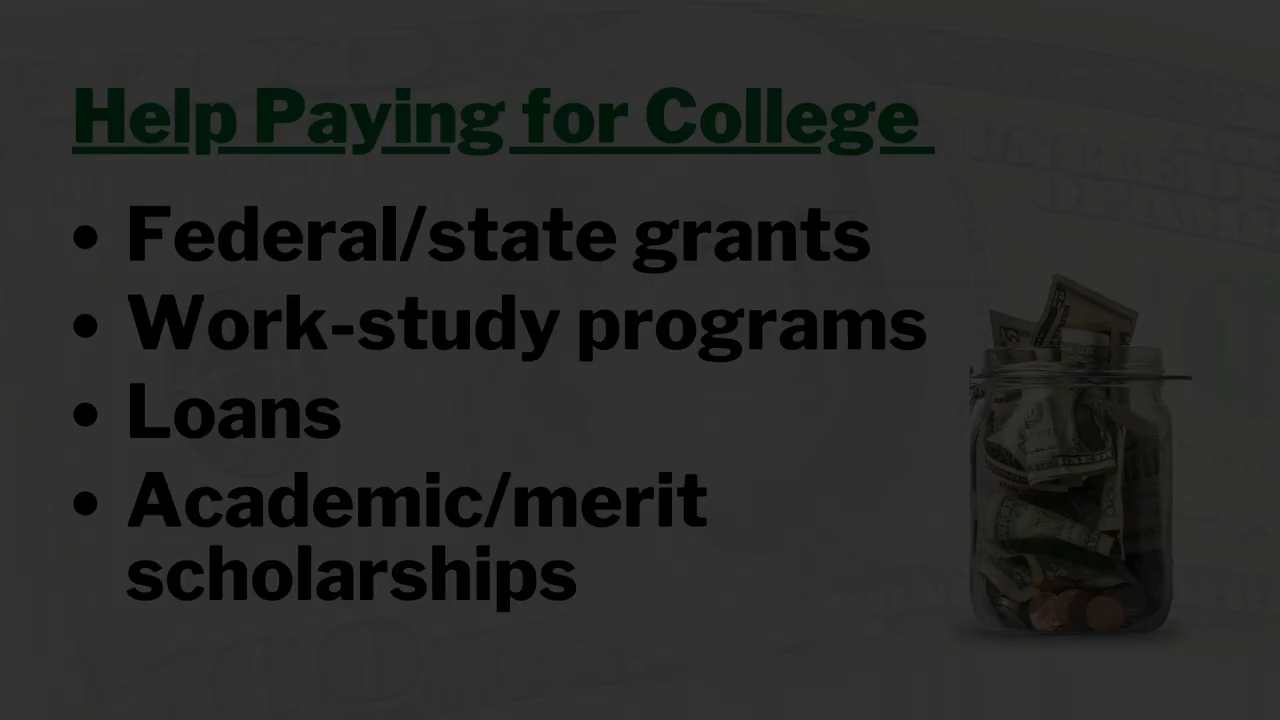 Help Paying for College
• Federal/state grants
• Work-study programs
• Loans
• Academic/merit
scholarships